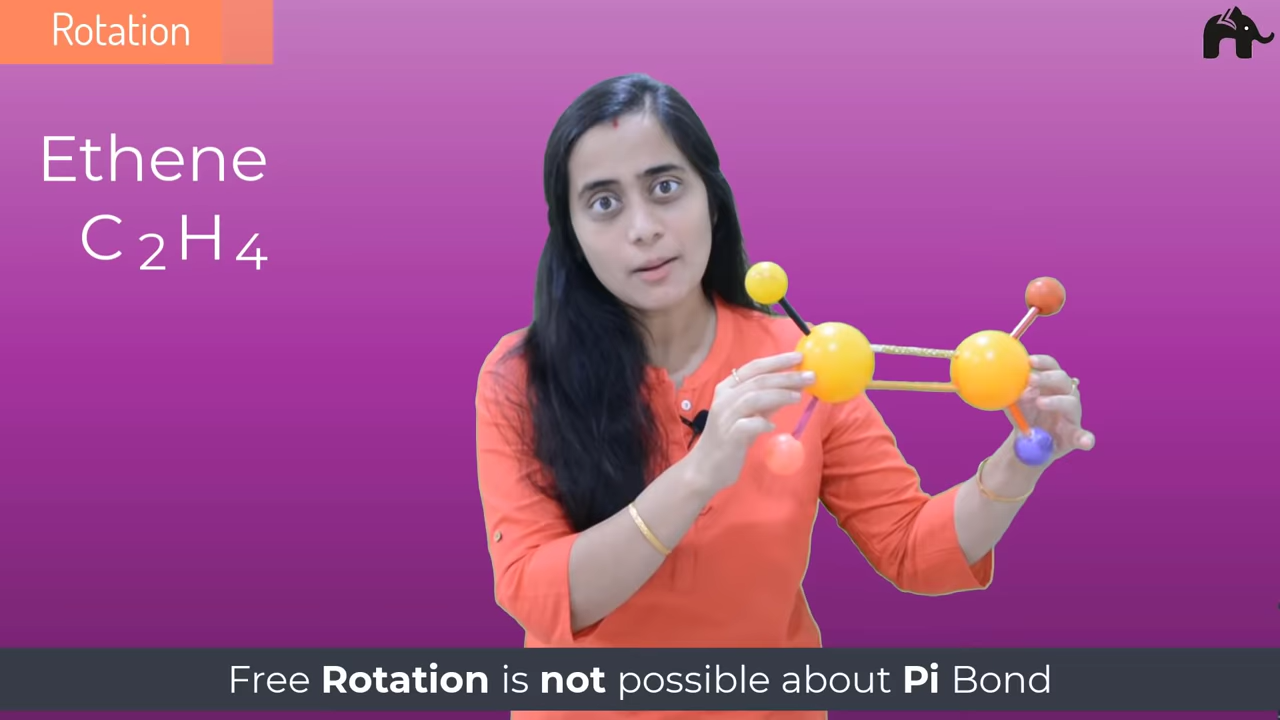 Rotation
Ethene
C2H4
Free Rotation is not possible about Pi Bond